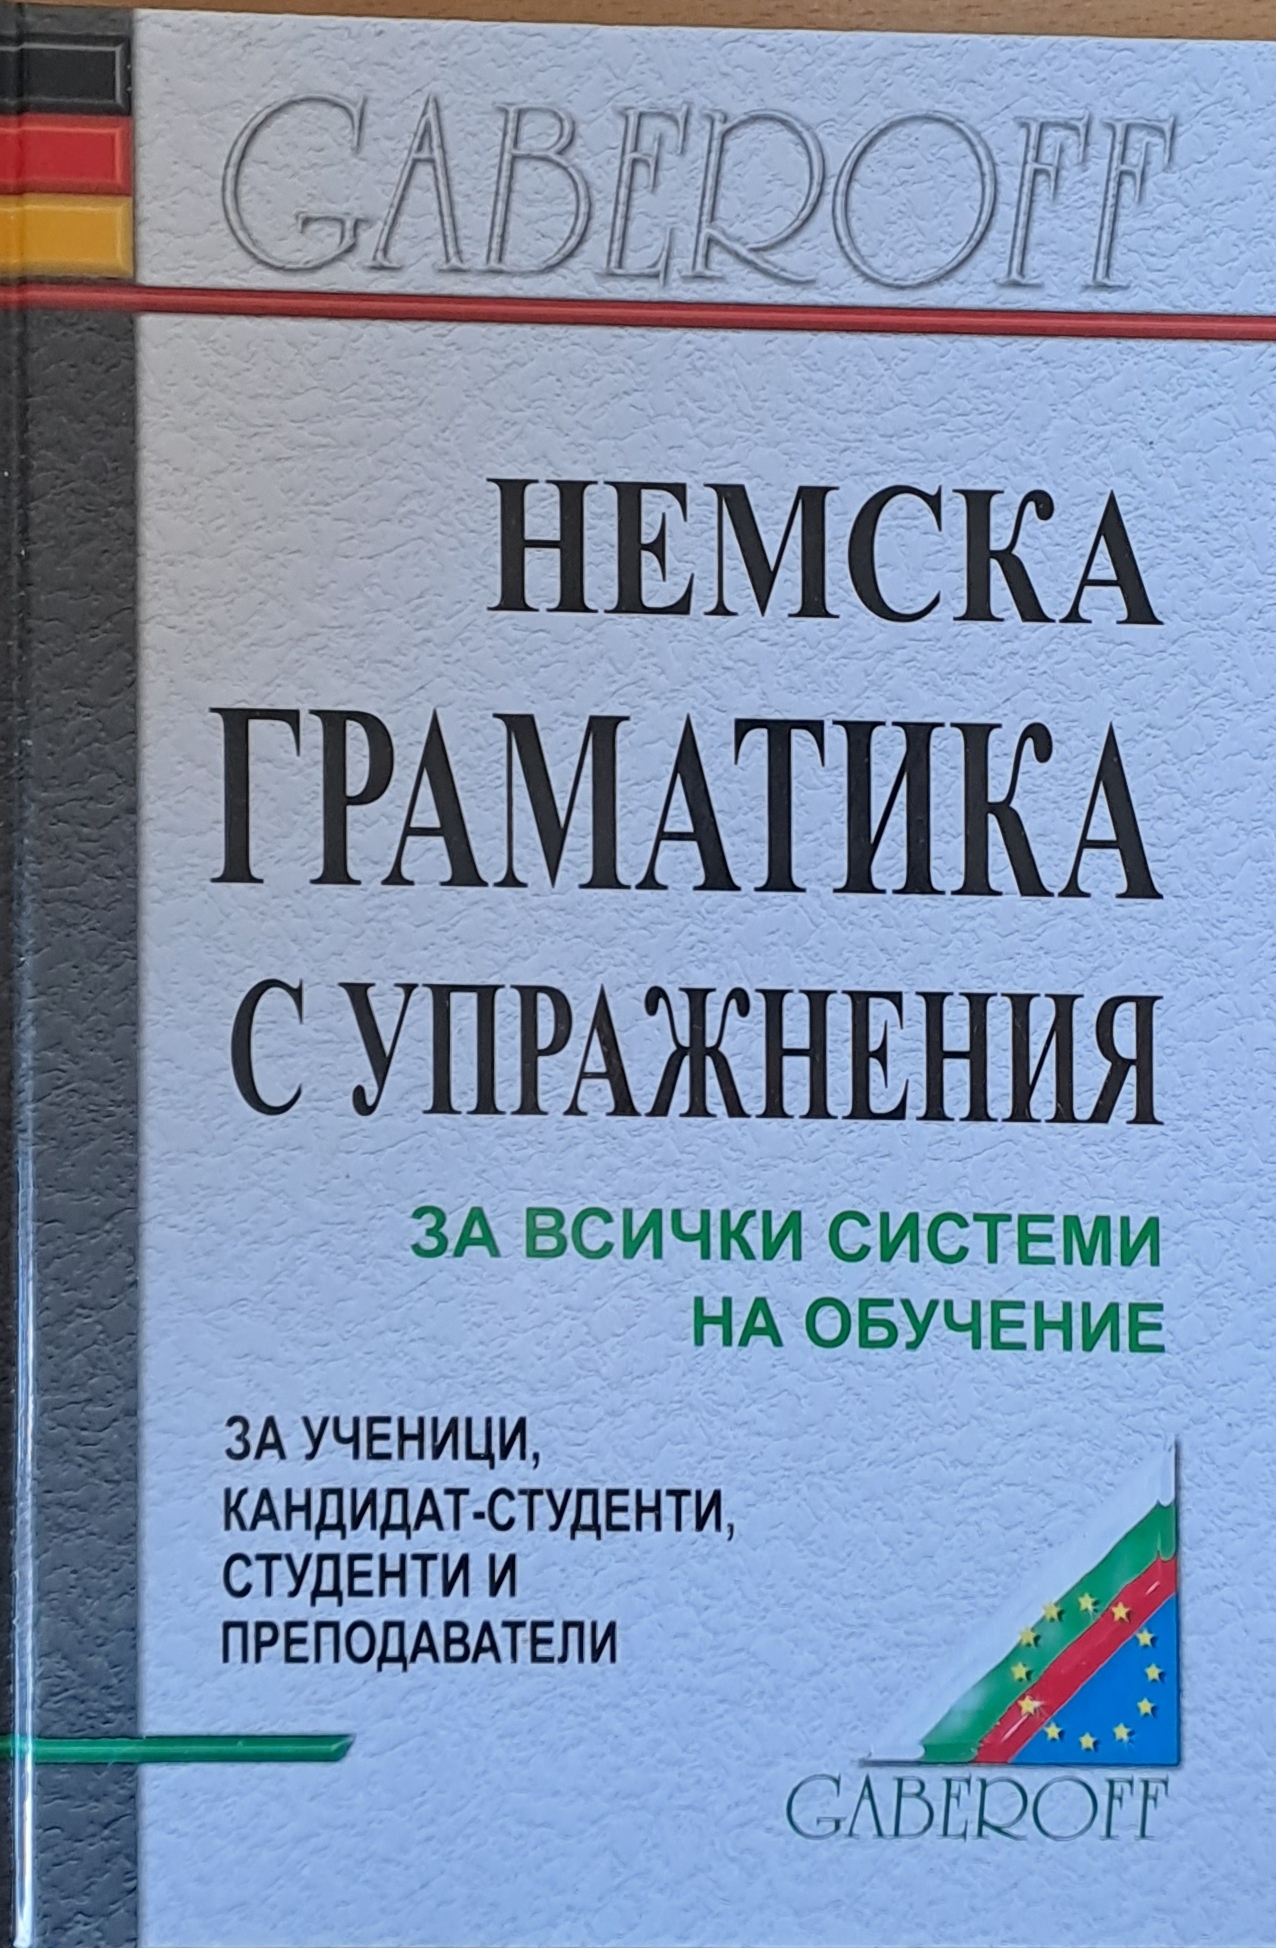 GABEROFF
НЕМСКА
ГРАМАТИКА
С УПРАЖНЕНИЯ
ЗА ВСИЧКИ СИСТЕМИ
НА ОБУЧЕНИЕ
ЗА УЧЕНИЦИ,
КАНДИДАТ-СТУДЕНТИ,
СТУДЕНТИ И
ПРЕПОДАВАТЕЛИ
GABEROFF